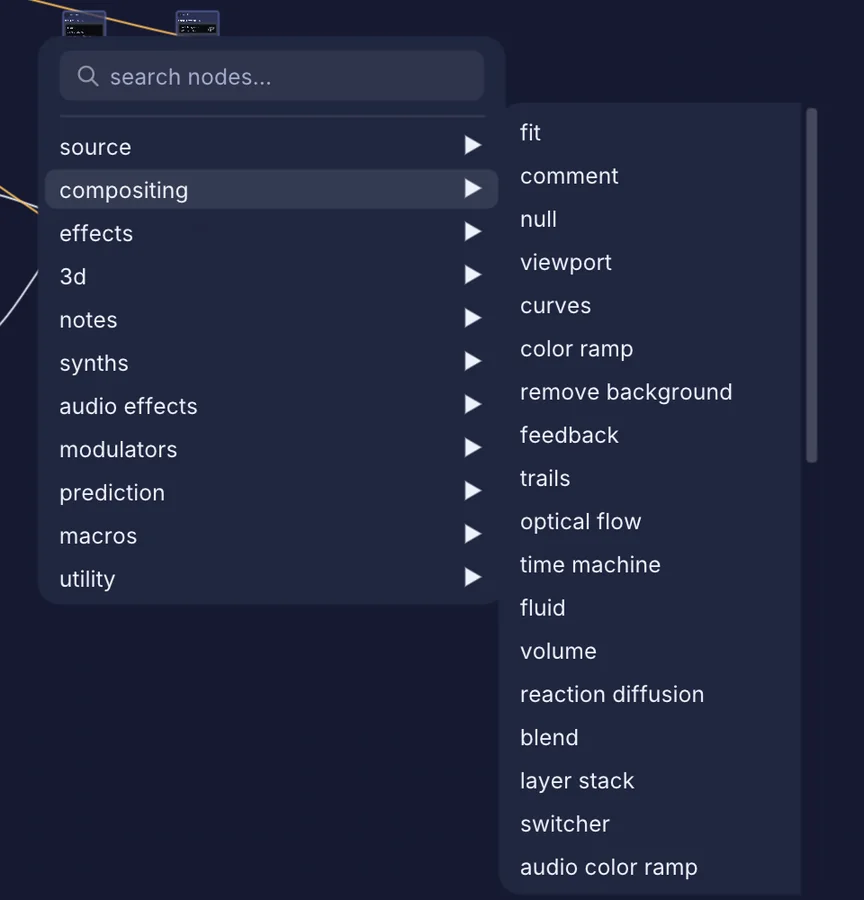 search nodes...
source
compositing
effects
3d
notes
synths
audio effects
modulators
prediction
macros
utility
fit
comment
null
viewport
curves
color ramp
remove background
feedback
trails
optical flow
time machine
fluid
volume
reaction diffusion
blend
layer stack
switcher
audio color ramp